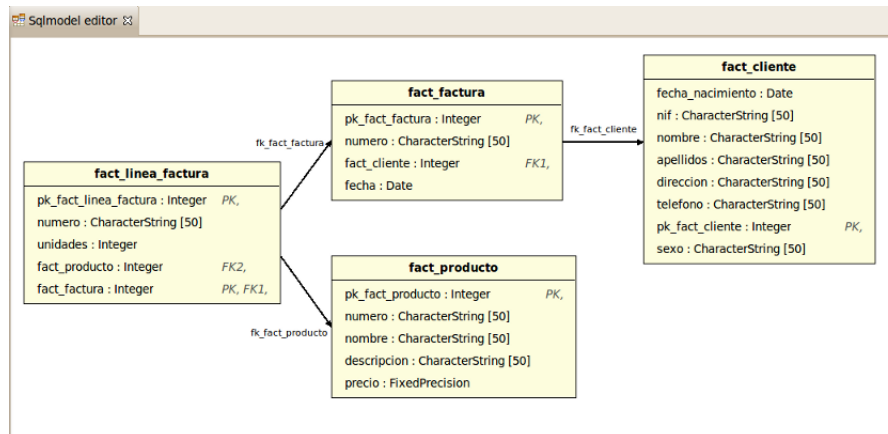 Sqlmodel editor
fact_cliente
fecha_nacimiento : Date
nif : CharacterString [50]
nombre : CharacterString [50]
apellidos : CharacterString [50]
direccion : CharacterString [50]
telefono : CharacterString [50]
pk_fact_cliente : Integer PK,
sexo : CharacterString [50]
fact_factura
pk_fact_factura : Integer PK,
numero : CharacterString [50]
fact_cliente : Integer FK1,
fecha : Date
fk_fact_cliente
fk_fact_factura
fact_linea_factura
pk_fact_linea_factura : Integer PK,
numero : CharacterString [50]
unidades : Integer
fact_producto : Integer FK2,
fact_factura : Integer PK, FK1,
fk_fact_producto
fact_producto
pk_fact_producto : Integer PK,
numero : CharacterString [50]
nombre : CharacterString [50]
descripcion : CharacterString [50]
precio : FixedPrecision